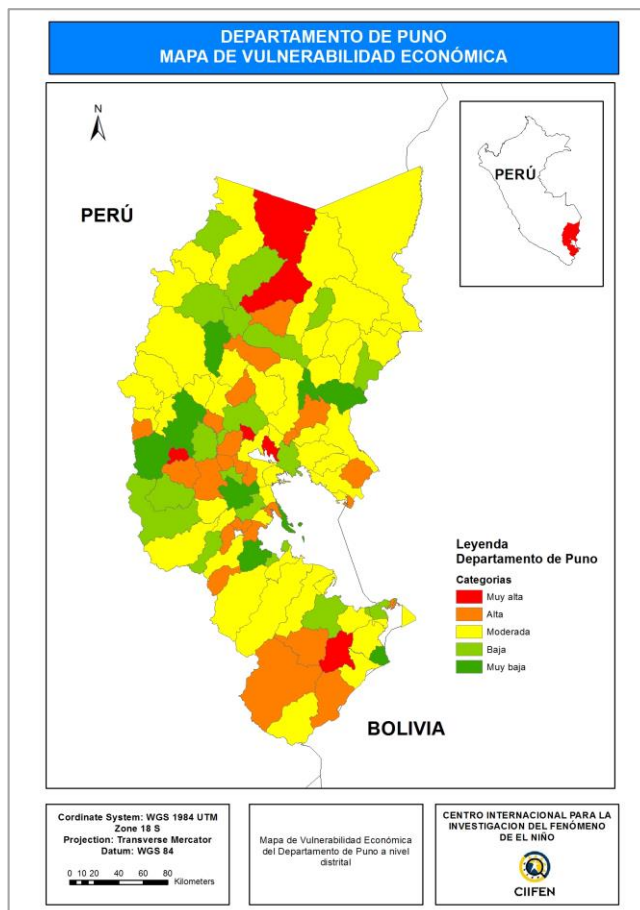 DEPARTAMENTO DE PUNO
MAPA DE VULNERABILIDAD ECONÓMICA
N
PERÚ
PERÚ
Leyenda
Departamento de Puno
Categorias
Muy alta
Alta
Moderada
Baja
Muy baja
BOLIVIA
Cordinate System: WGS 1984 UTM
Zone 18 S
Projection: Transverse Mercator
Datum: WGS 84
0 10 20 40 60 80
Kilometers
Mapa de Vulnerabilidad Económica
del Departamento de Puno a nivel
distrital
CENTRO INTERNACIONAL PARA LA
INVESTIGACION DEL FENÓMENO
DE EL NIÑO
CIIFEN